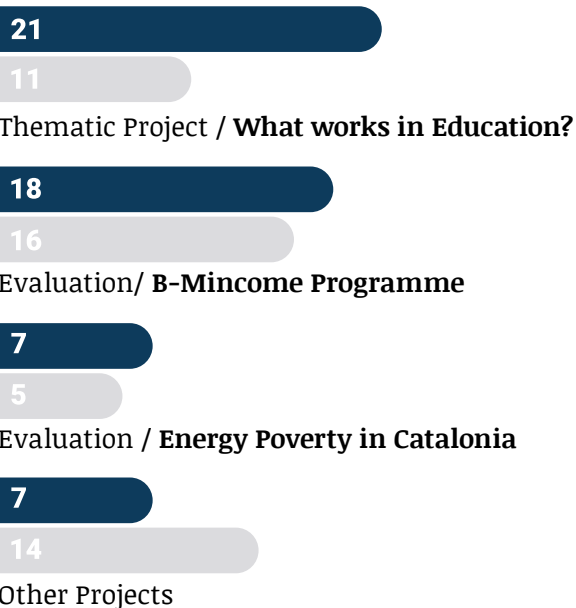 21
11
Thematic Project / What works in Education?
18
16
Evaluation/ B-Mincome Programme
7
5
Evaluation / Energy Poverty in Catalonia
7
14
Other Projects